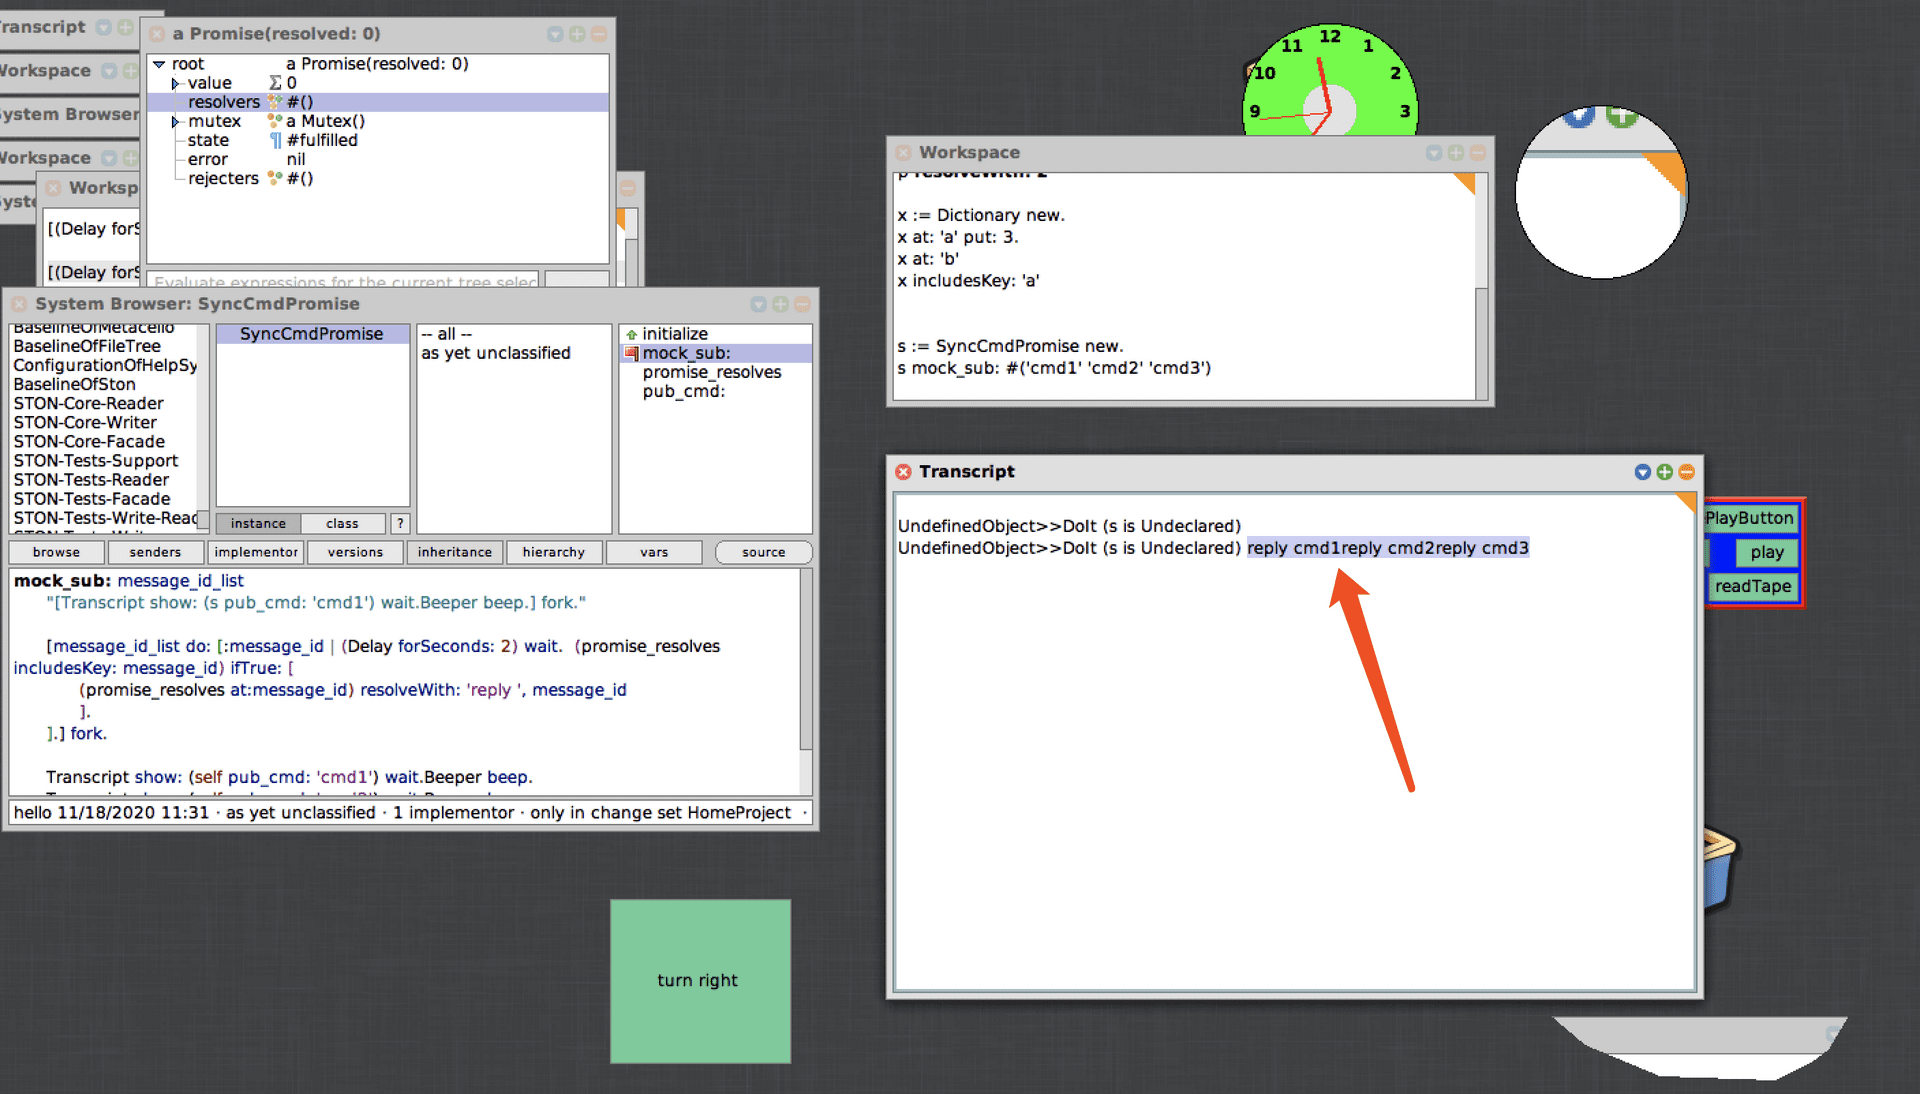 Transcript
Workspace
System Browser
Workspace
Syste
Worksp
[(Delay forS
[(Delay forS
a Promise(resolved: 0)
root a Promise(resolved: 0)
value 0
resolvers #()
mutex a Mutex()
state #fulfilled
error nil
rejecters #()
Evaluate expressions for the current tree selec
System Browser: SyncCmdPromise
BaselineOfMetacello
BaselineOfFileTree
ConfigurationOfHelpSy
BaselineOfSton
STON-Core-Reader
STON-Core-Writer
STON-Core-Facade
STON-Tests-Support
STON-Tests-Reader
STON-Tests-Facade
STON-Tests-Write-Read
SyncCmdPromise
instance class ?
-- all --
as yet unclassified
initialize
mock_sub:
promise_resolves
pub_cmd:
browse senders implementor versions inheritance hierarchy vars source
mock_sub: message_id_list
"[Transcript show: (s pub_cmd: 'cmd1') wait.Beeper beep.] fork."
[message_id_list do: [:message_id | (Delay forSeconds: 2) wait. (promise_resolves
includesKey: message_id) ifTrue: [
(promise_resolves at:message_id) resolveWith: 'reply ', message_id
].
].] fork.
Transcript show: (self pub_cmd: 'cmd1') wait.Beeper beep.
hello 11/18/2020 11:31 · as yet unclassified · 1 implementor · only in change set HomeProject ·
turn right
12
11 1
10 2
9 3
Workspace
p resolveWith: 2
x := Dictionary new.
x at: 'a' put: 3.
x at: 'b'
x includesKey: 'a'
s := SyncCmdPromise new.
s mock_sub: #('cmd1' 'cmd2' 'cmd3')
Transcript
UndefinedObject>>DoIt (s is Undeclared)
UndefinedObject>>DoIt (s is Undeclared) reply cmd1reply cmd2reply cmd3
PlayButton
play
readTape